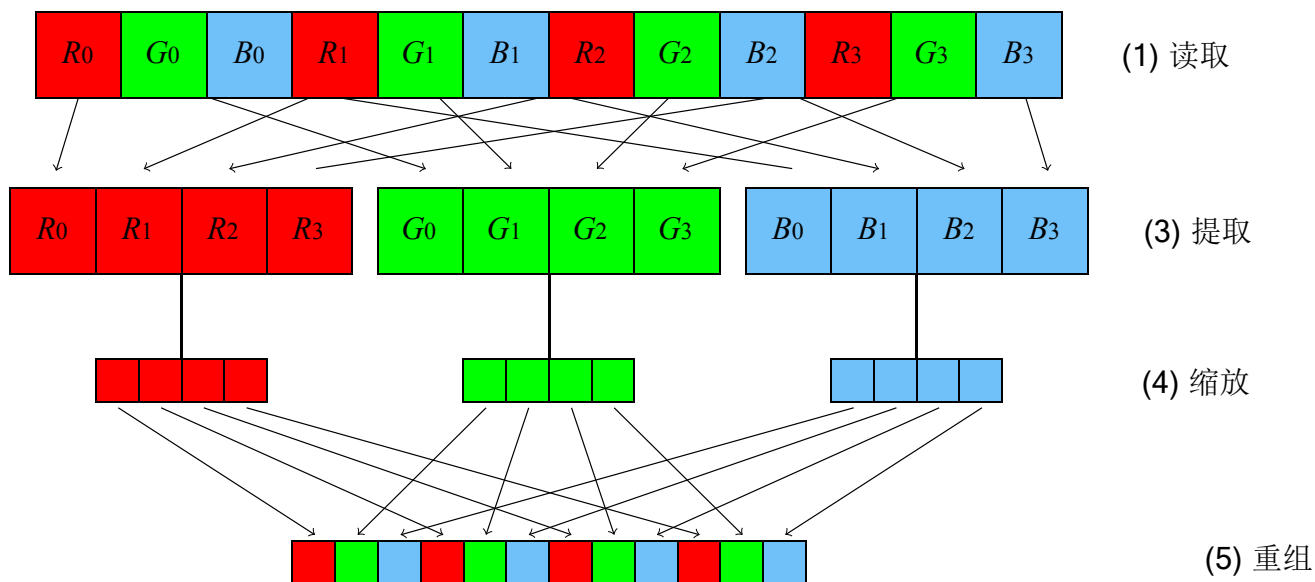 R0 G0 B0 R1 G1 B1 R2 G2 B2 R3 G3 B3 (1) 读取
R0 R1 R2 R3 G0 G1 G2 G3 B0 B1 B2 B3 (3) 提取
(4) 缩放
(5) 重组